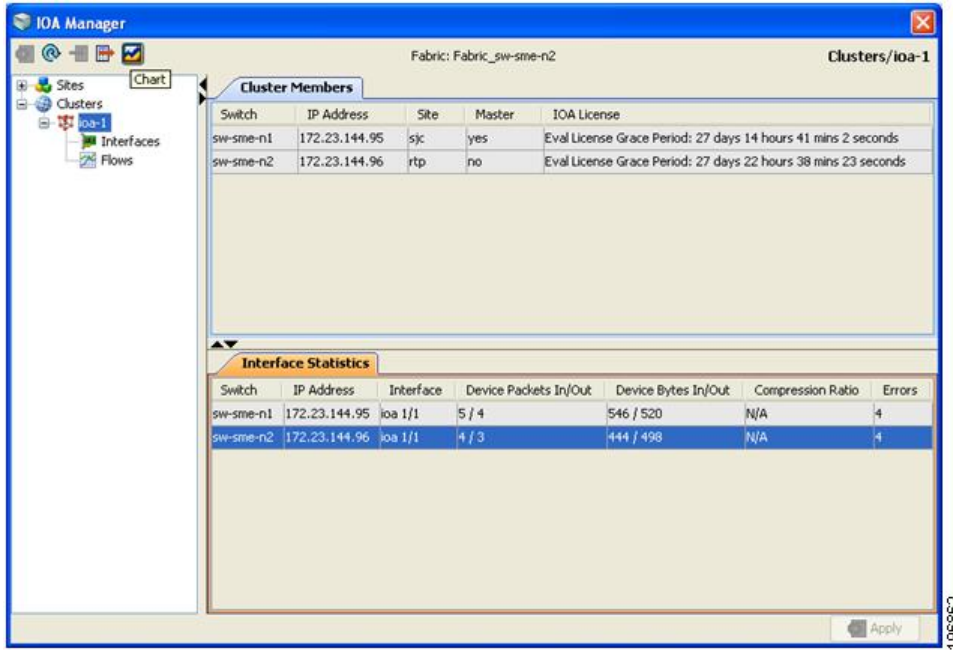 IOA Manager
Fabric: Fabric_sw-sme-n2 Clusters/ioa-1
Chart
Sites
Clusters
ioa-1
Interfaces
Flows
Cluster Members
Switch IP Address Site Master IOA License
sw-sme-n1 172.23.144.95 sjc yes Eval License Grace Period: 27 days 14 hours 41 mins 2 seconds
sw-sme-n2 172.23.144.96 rtp no Eval License Grace Period: 27 days 22 hours 38 mins 23 seconds
Interface Statistics
Switch IP Address Interface Device Packets In/Out Device Bytes In/Out Compression Ratio Errors
sw-sme-n1 172.23.144.95 ioa 1/1 5 / 4 546 / 520 N/A 4
sw-sme-n2 172.23.144.96 ioa 1/1 4 / 3 444 / 498 N/A 4
Apply
196862